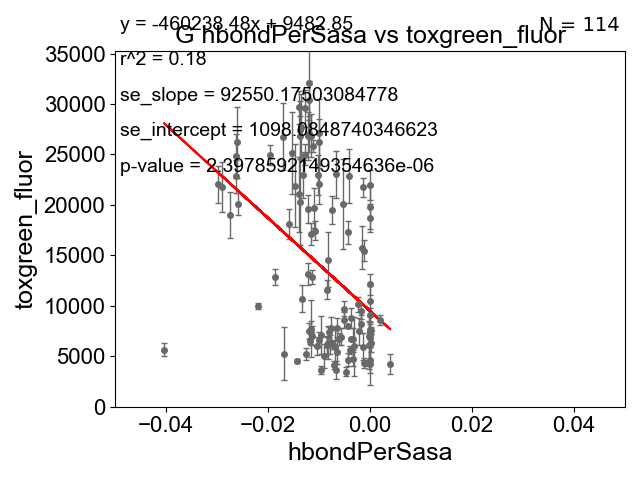 y = -460238.48x + 9482.85
N = 114
G hbondPerSasa vs toxgreen_fluor
r^2 = 0.18
se_slope = 92550.17503084778
se_intercept = 1098.0848740346623
p-value = 2.3978592149354636e-06
toxgreen_fluor
35000
30000
25000
20000
15000
10000
5000
0
−0.04
−0.02
0.00
0.02
0.04
hbondPerSasa